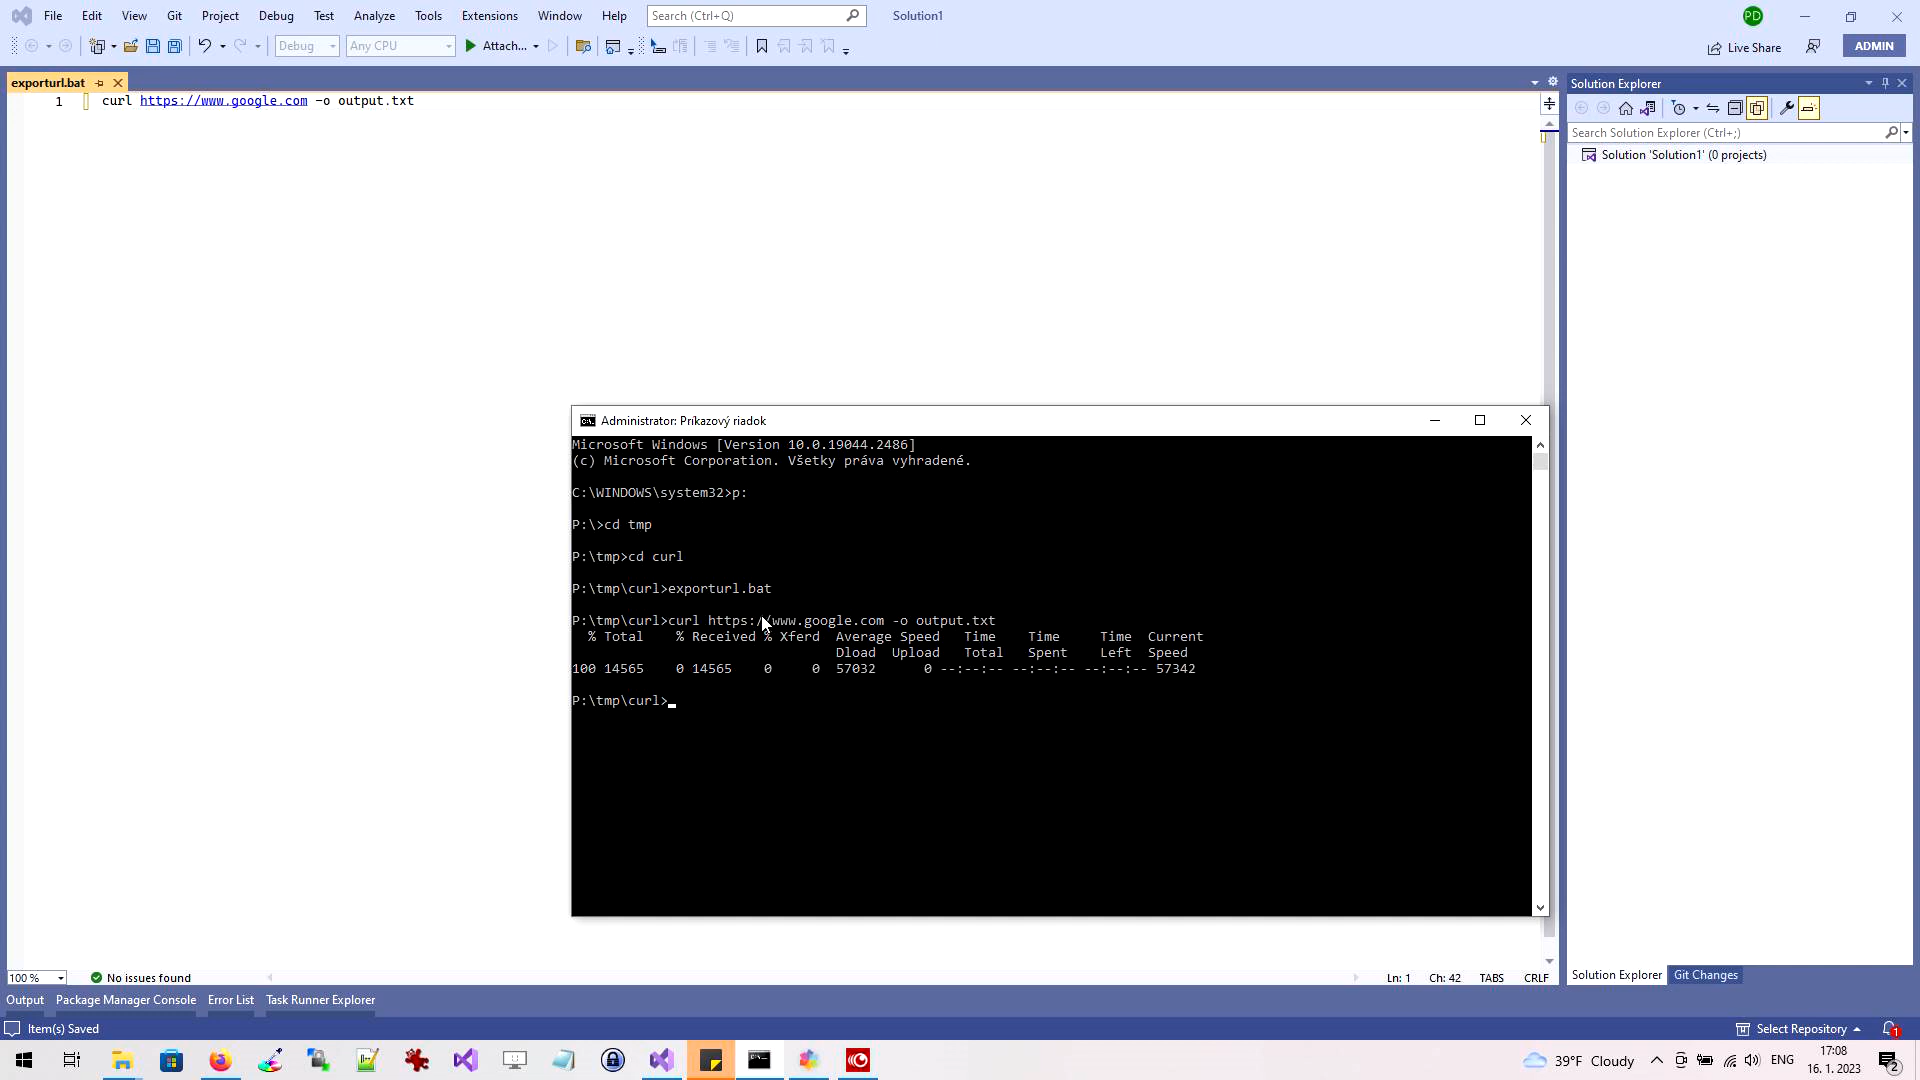 File Edit View Git Project Debug Test Analyze Tools Extensions Window Help Search (Ctrl+Q) Solution1 PD
Debug Any CPU Attach... Live Share ADMIN
exporturl.bat
1 curl https://www.google.com -o output.txt
Solution Explorer
Search Solution Explorer (Ctrl+;)
Solution 'Solution1' (0 projects)
Administrator: Príkazový riadok
Microsoft Windows [Version 10.0.19044.2486]
(c) Microsoft Corporation. Všetky práva vyhradené.
C:\WINDOWS\system32>p:
P:\>cd tmp
P:\tmp>cd curl
P:\tmp\curl>exporturl.bat
P:\tmp\curl>curl https://www.google.com -o output.txt
% Total % Received % Xferd Average Speed Time Time Time Current
Dload Upload Total Spent Left Speed
100 14565 0 14565 0 0 57032 0 --:--:-- --:--:-- --:--:-- 57342
P:\tmp\curl>
100 % No issues found Ln: 1 Ch: 42 TABS CRLF
Solution Explorer Git Changes
Output Package Manager Console Error List Task Runner Explorer
Item(s) Saved Select Repository 1
39°F Cloudy ENG 17:08
16. 1. 2023 2